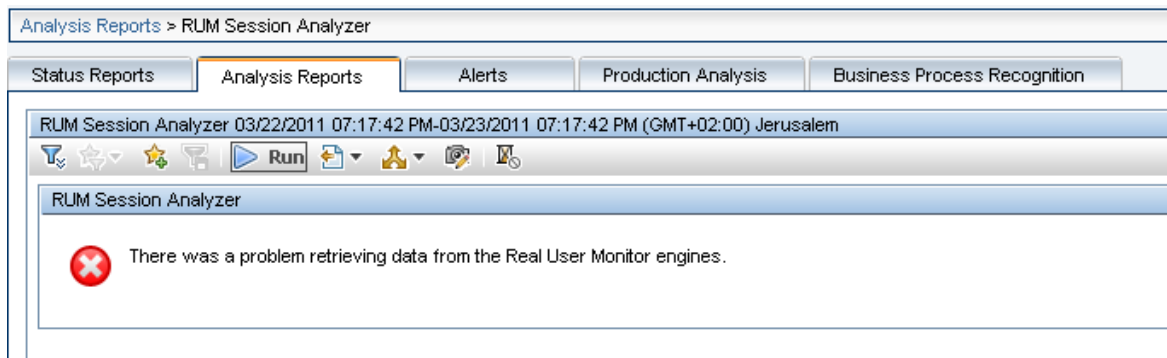 Analysis Reports > RUM Session Analyzer
Status Reports Analysis Reports Alerts Production Analysis Business Process Recognition
RUM Session Analyzer 03/22/2011 07:17:42 PM-03/23/2011 07:17:42 PM (GMT+02:00) Jerusalem
Run
RUM Session Analyzer
There was a problem retrieving data from the Real User Monitor engines.